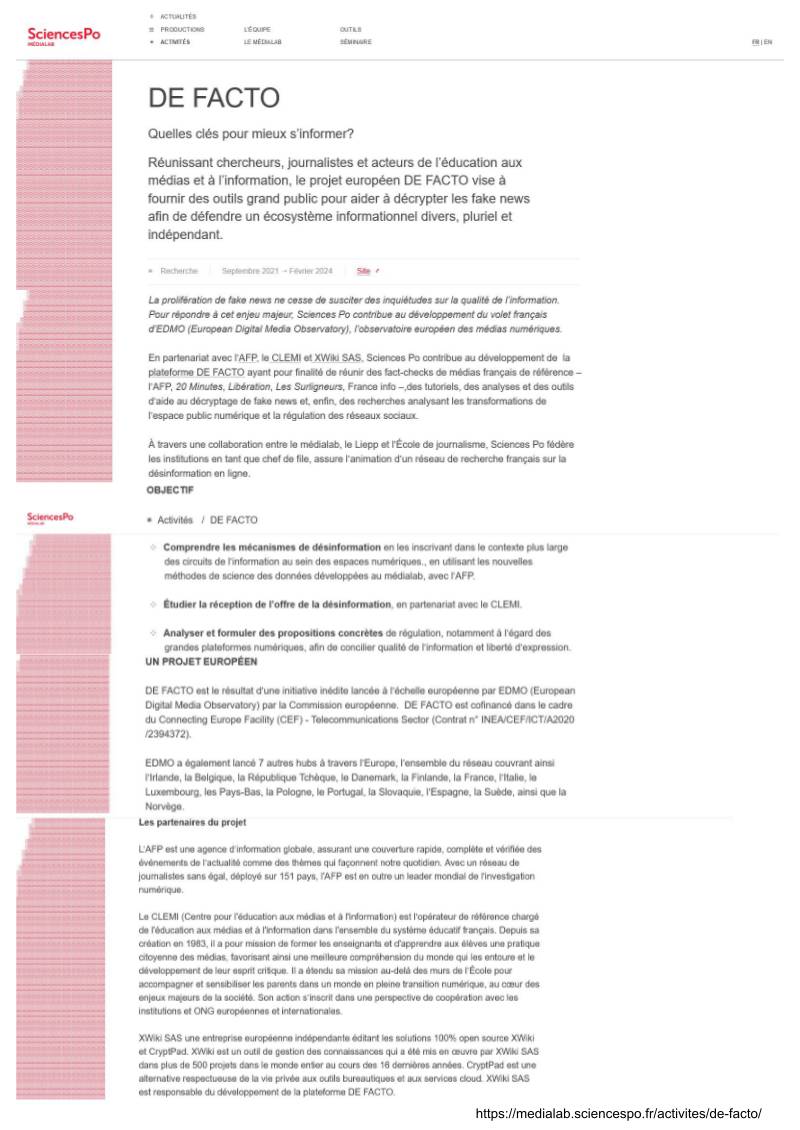 SciencesPo
MÉDIALAB
ACTUALITÉS
PRODUCTIONS
ACTIVITÉS
L'ÉQUIPE
LE MÉDIALAB
OUTILS
SÉMINAIRE
FR | EN
DE FACTO
Quelles clés pour mieux s'informer?
Réunissant chercheurs, journalistes et acteurs de l'éducation aux
médias et à l'information, le projet européen DE FACTO vise à
fournir des outils grand public pour aider à décrypter les fake news
afin de défendre un écosystème informationnel divers, pluriel et
indépendant.
Recherche
Septembre 2021 → Février 2024
Site
La prolifération de fake news ne cesse de susciter des inquiétudes sur la qualité de l'information.
Pour répondre à cet enjeu majeur, Sciences Po contribue au développement du volet français
d'EDMO (European Digital Media Observatory), l'observatoire européen des médias numériques.
En partenariat avec l'AFP, le CLEMI et XWiki SAS, Sciences Po contribue au développement de la
plateforme DE FACTO ayant pour finalité de réunir des fact-checks de médias français de référence –
l'AFP, 20 Minutes, Libération, Les Surligneurs, France info –,des tutoriels, des analyses et des outils
d'aide au décryptage de fake news et, enfin, des recherches analysant les transformations de
l'espace public numérique et la régulation des réseaux sociaux.
À travers une collaboration entre le médialab, le Liepp et l'École de journalisme, Sciences Po fédère
les institutions en tant que chef de file, assure l'animation d'un réseau de recherche français sur la
désinformation en ligne.
OBJECTIF
SciencesPo
MÉDIALAB
Activités / DE FACTO
Comprendre les mécanismes de désinformation en les inscrivant dans le contexte plus large
des circuits de l'information au sein des espaces numériques., en utilisant les nouvelles
méthodes de science des données développées au médialab, avec l'AFP.
Étudier la réception de l'offre de la désinformation, en partenariat avec le CLEMI.
Analyser et formuler des propositions concrètes de régulation, notamment à l'égard des
grandes plateformes numériques, afin de concilier qualité de l'information et liberté d'expression.
UN PROJET EUROPÉEN
DE FACTO est le résultat d'une initiative inédite lancée à l'échelle européenne par EDMO (European
Digital Media Observatory) par la Commission européenne. DE FACTO est cofinancé dans le cadre
du Connecting Europe Facility (CEF) - Telecommunications Sector (Contrat n° INEA/CEF/ICT/A2020
/2394372).
EDMO a également lancé 7 autres hubs à travers l'Europe, l'ensemble du réseau couvrant ainsi
l'Irlande, la Belgique, la République Tchèque, le Danemark, la Finlande, la France, l'Italie, le
Luxembourg, les Pays-Bas, la Pologne, le Portugal, la Slovaquie, l'Espagne, la Suède, ainsi que la
Norvège.
Les partenaires du projet
L'AFP est une agence d'information globale, assurant une couverture rapide, complète et vérifiée des
événements de l'actualité comme des thèmes qui façonnent notre quotidien. Avec un réseau de
journalistes sans égal, déployé sur 151 pays, l'AFP est en outre un leader mondial de l'investigation
numérique.
Le CLEMI (Centre pour l'éducation aux médias et à l'information) est l'opérateur de référence chargé
de l'éducation aux médias et à l'information dans l'ensemble du système éducatif français. Depuis sa
création en 1983, il a pour mission de former les enseignants et d'apprendre aux élèves une pratique
citoyenne des médias, favorisant ainsi une meilleure compréhension du monde qui les entoure et le
développement de leur esprit critique. Il a étendu sa mission au-delà des murs de l'École pour
accompagner et sensibiliser les parents dans un monde en pleine transition numérique, au cœur des
enjeux majeurs de la société. Son action s'inscrit dans une perspective de coopération avec les
institutions et ONG européennes et internationales.
XWiki SAS une entreprise européenne indépendante éditant les solutions 100% open source XWiki
et CryptPad. XWiki est un outil de gestion des connaissances qui a été mis en œuvre par XWiki SAS
dans plus de 500 projets dans le monde entier au cours des 16 dernières années. CryptPad est une
alternative respectueuse de la vie privée aux outils bureautiques et aux services cloud. XWiki SAS
est responsable du développement de la plateforme DE FACTO.
https://medialab.sciencespo.fr/activites/de-facto/